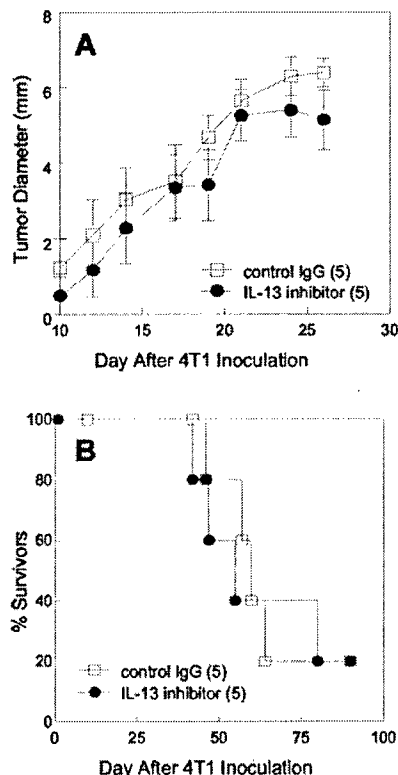 A
Tumor Diameter (mm)
8
6
4
2
0
control IgG (5)
IL-13 inhibitor (5)
10 15 20 25 30
Day After 4T1 Inoculation
B
% Survivors
100
80
60
40
20
0
control IgG (5)
IL-13 inhibitor (5)
0 25 50 75 100
Day After 4T1 Inoculation